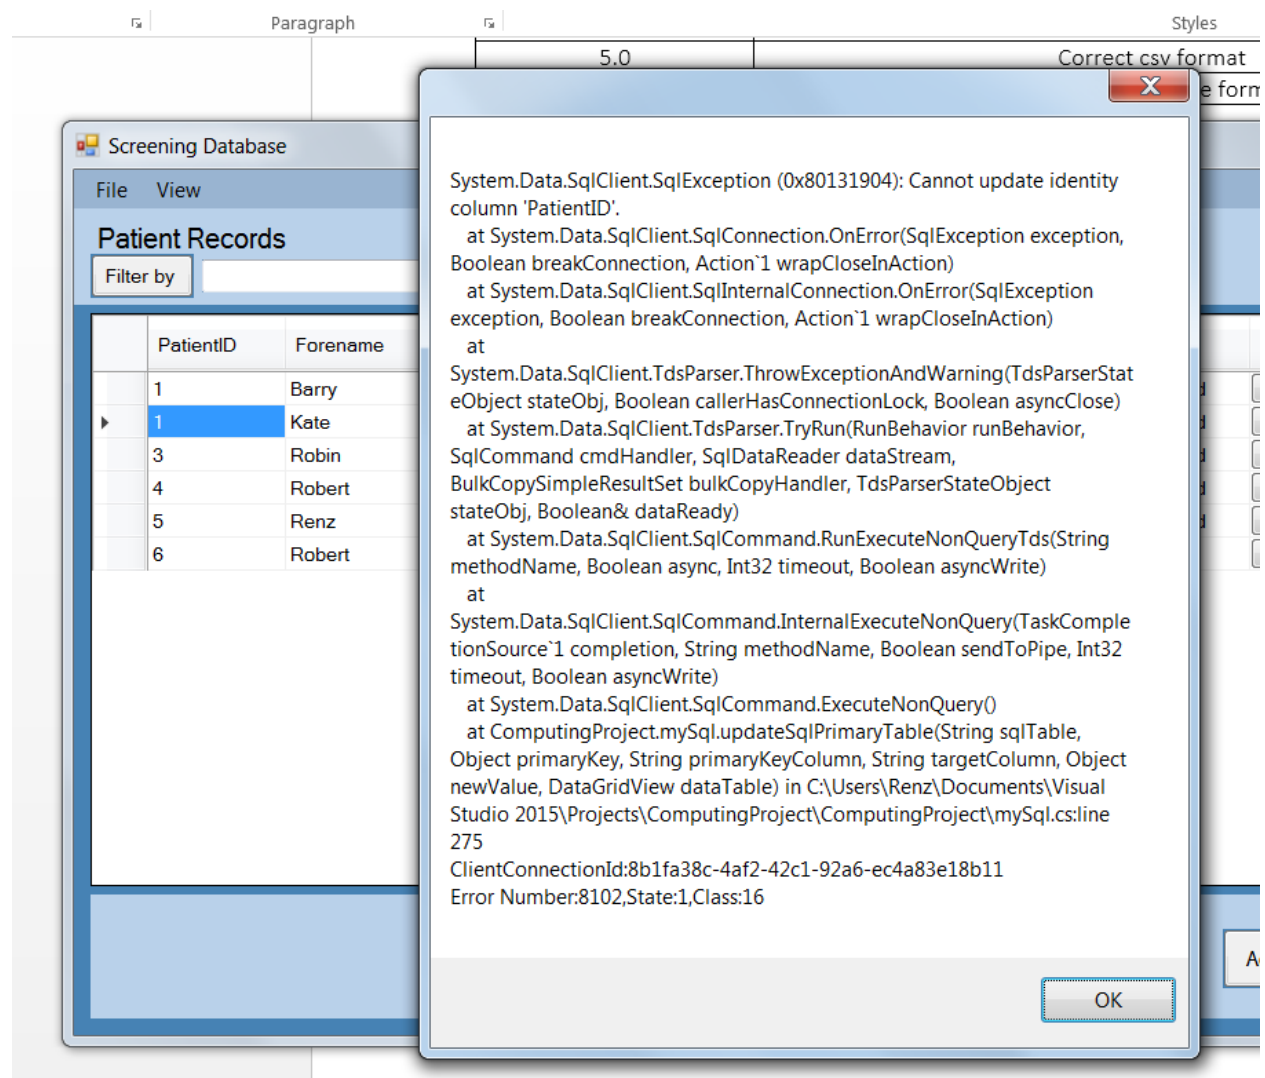 Paragraph
Styles
5.0
Correct csv format
e form
Screening Database
File View
Patient Records
Filter by
PatientID Forename
1 Barry
1 Kate
3 Robin
4 Robert
5 Renz
6 Robert
System.Data.SqlClient.SqlException (0x80131904): Cannot update identity
column 'PatientID'.
at System.Data.SqlClient.SqlConnection.OnError(SqlException exception,
Boolean breakConnection, Action`1 wrapCloseInAction)
at System.Data.SqlClient.SqlInternalConnection.OnError(SqlException
exception, Boolean breakConnection, Action`1 wrapCloseInAction)
at
System.Data.SqlClient.TdsParser.ThrowExceptionAndWarning(TdsParserStat
eObject stateObj, Boolean callerHasConnectionLock, Boolean asyncClose)
at System.Data.SqlClient.TdsParser.TryRun(RunBehavior runBehavior,
SqlCommand cmdHandler, SqlDataReader dataStream,
BulkCopySimpleResultSet bulkCopyHandler, TdsParserStateObject
stateObj, Boolean& dataReady)
at System.Data.SqlClient.SqlCommand.RunExecuteNonQueryTds(String
methodName, Boolean async, Int32 timeout, Boolean asyncWrite)
at
System.Data.SqlClient.SqlCommand.InternalExecuteNonQuery(TaskComple
tionSource`1 completion, String methodName, Boolean sendToPipe, Int32
timeout, Boolean asyncWrite)
at System.Data.SqlClient.SqlCommand.ExecuteNonQuery()
at ComputingProject.mySql.updateSqlPrimaryTable(String sqlTable,
Object primaryKey, String primaryKeyColumn, String targetColumn, Object
newValue, DataGridView dataTable) in C:\Users\Renz\Documents\Visual
Studio 2015\Projects\ComputingProject\ComputingProject\mySql.cs:line
275
ClientConnectionId:8b1fa38c-4af2-42c1-92a6-ec4a83e18b11
Error Number:8102,State:1,Class:16
OK